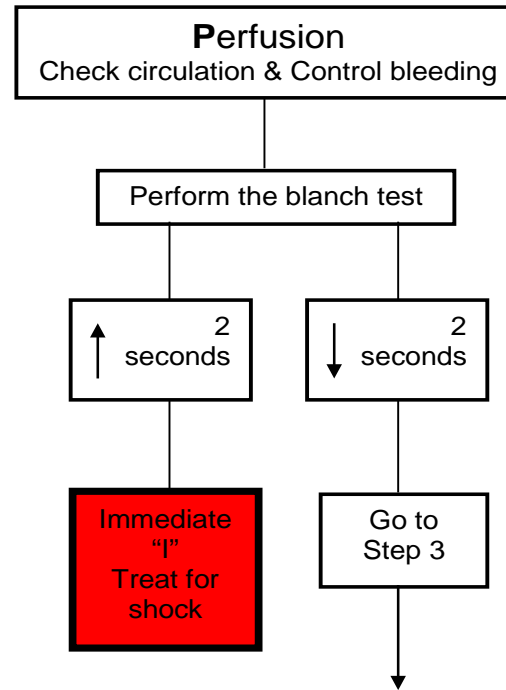 Perfusion
Check circulation & Control bleeding
Perform the blanch test
2
seconds
2
seconds
Immediate
“I”
Treat for
shock
Go to
Step 3